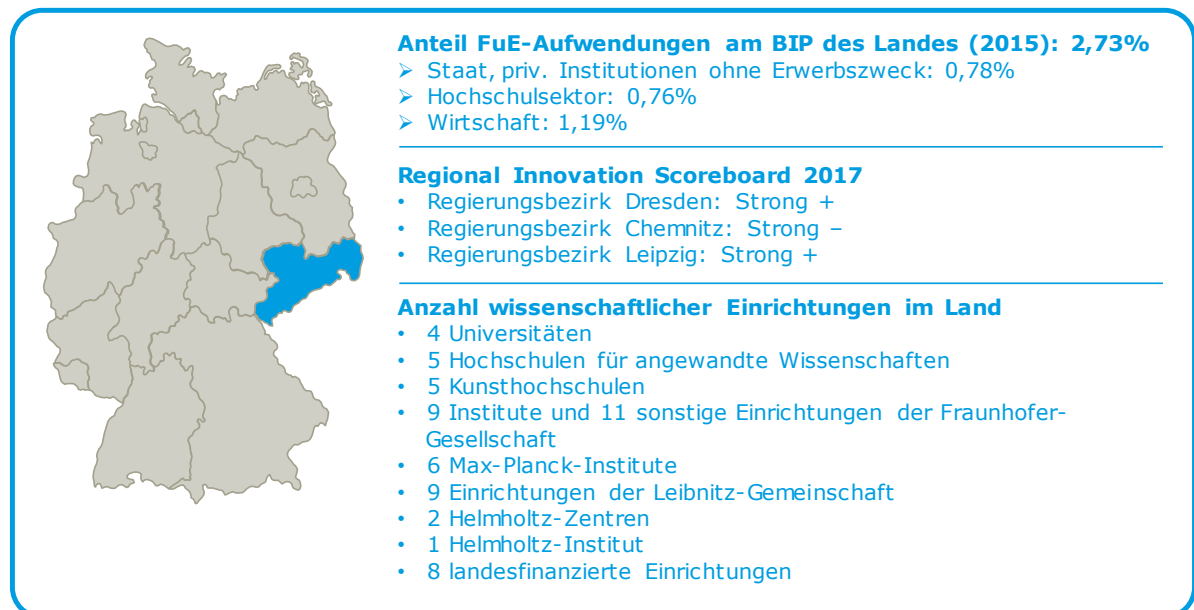 Anteil FuE-Aufwendungen am BIP des Landes (2015): 2,73%
➢ Staat, priv. Institutionen ohne Erwerbszweck: 0,78%
➢ Hochschulsektor: 0,76%
➢ Wirtschaft: 1,19%
Regional Innovation Scoreboard 2017
• Regierungsbezirk Dresden: Strong +
• Regierungsbezirk Chemnitz: Strong –
• Regierungsbezirk Leipzig: Strong +
Anzahl wissenschaftlicher Einrichtungen im Land
• 4 Universitäten
• 5 Hochschulen für angewandte Wissenschaften
• 5 Kunsthochschulen
• 9 Institute und 11 sonstige Einrichtungen der Fraunhofer-
Gesellschaft
• 6 Max-Planck-Institute
• 9 Einrichtungen der Leibnitz-Gemeinschaft
• 2 Helmholtz-Zentren
• 1 Helmholtz-Institut
• 8 landesfinanzierte Einrichtungen